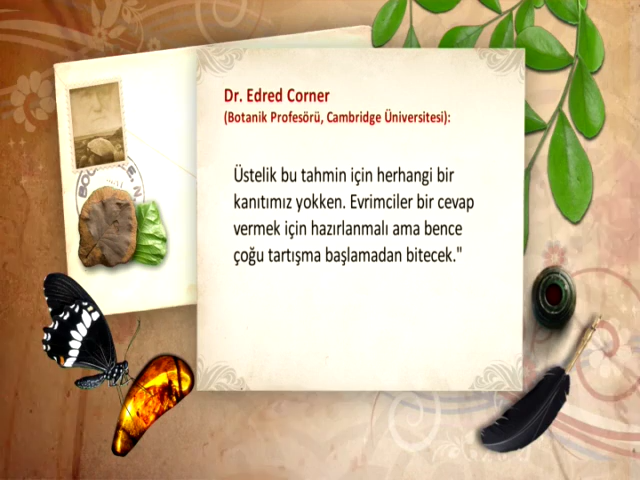 Dr. Edred Corner
(Botanik Profesörü, Cambridge Üniversitesi):
Üstelik bu tahmin için herhangi bir
kanıtımız yokken. Evrimciler bir cevap
vermek için hazırlanmalı ama bence
çoğu tartışma başlamadan bitecek."